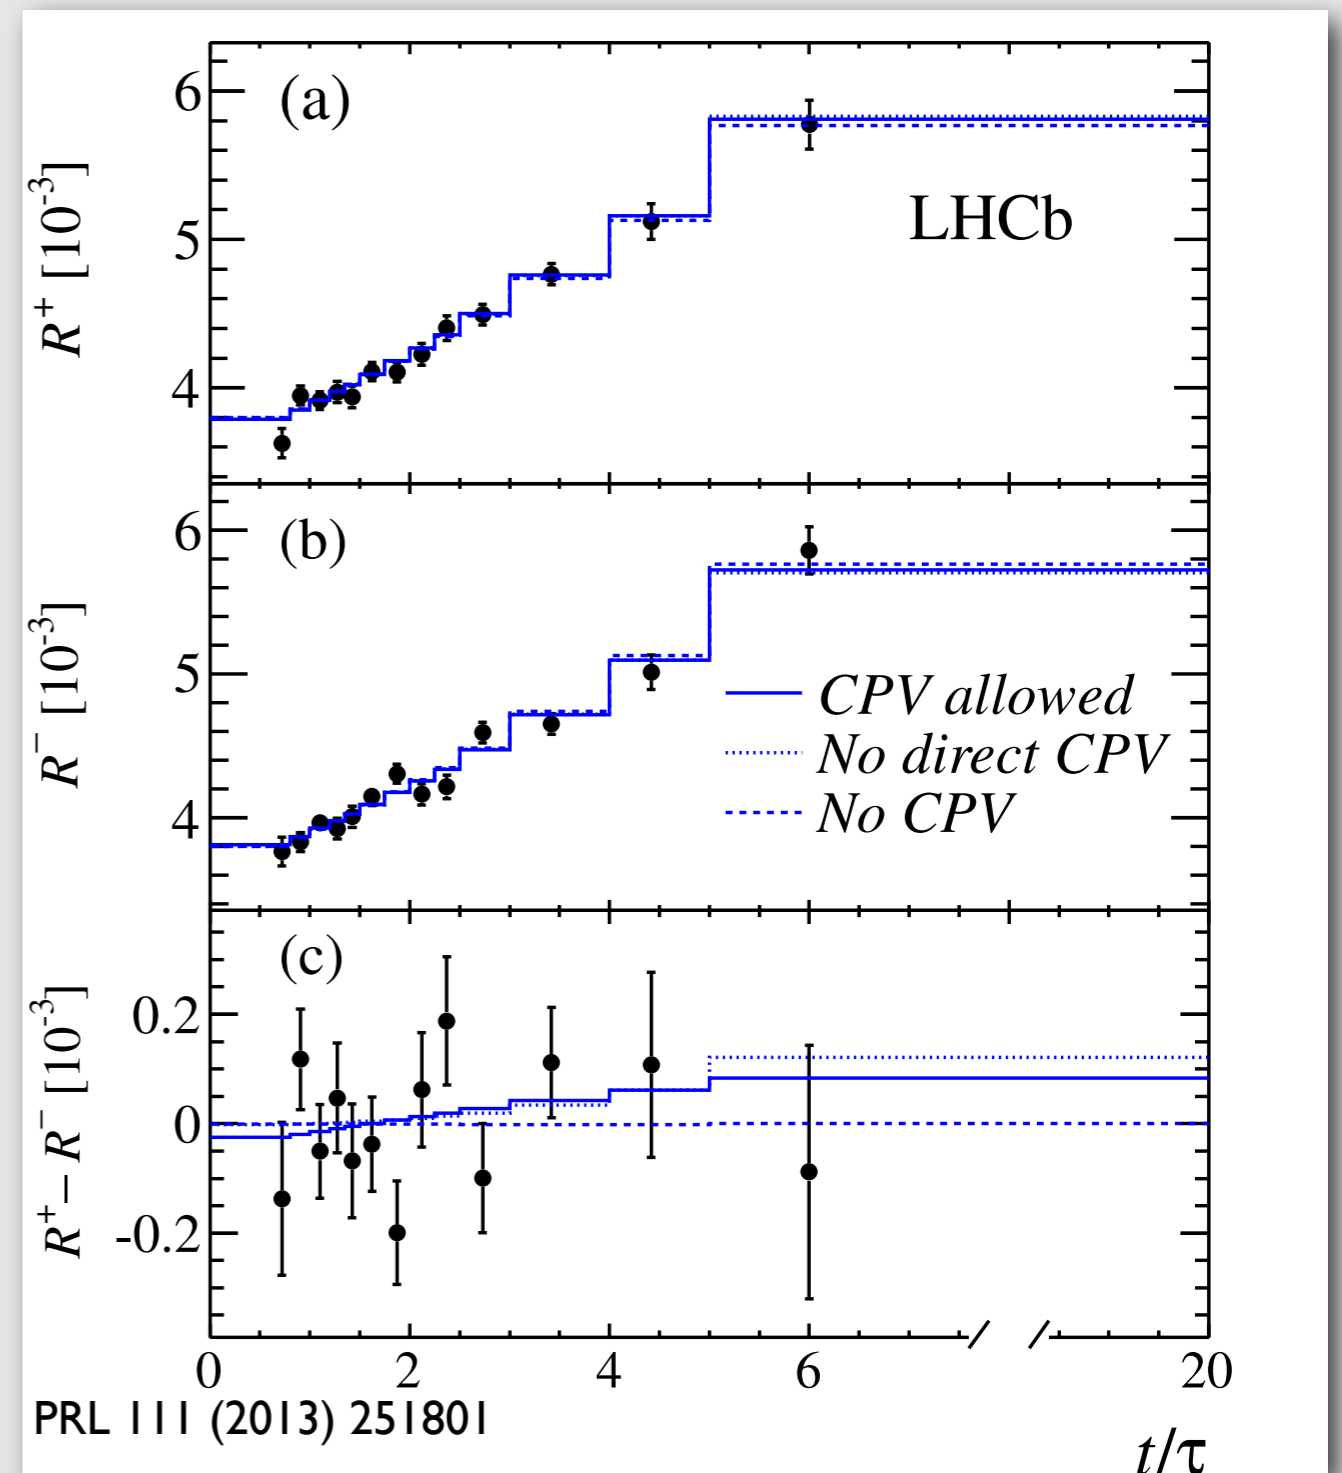 (a)
6
5
4
R⁺ [10⁻³]
LHCb
(b)
6
5
4
R⁻ [10⁻³]
CPV allowed
No direct CPV
No CPV
(c)
0.2
0
-0.2
R⁺− R⁻ [10⁻³]
0 2 4 6 20
PRL 111 (2013) 251801
t/τ